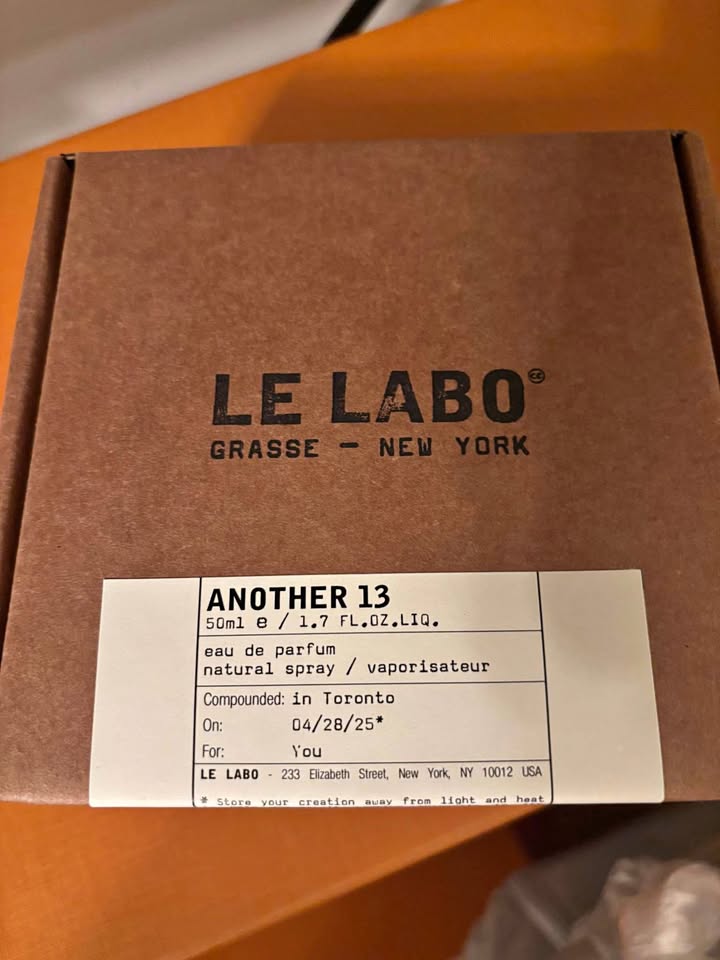 LE LABO
GRASSE — NEW YORK
ANOTHER 13
50ml e / 1.7 FL.OZ.LIQ.
eau de parfum
natural spray / vaporisateur
Compounded: in Toronto
On: 04/28/25*
For: You
LE LABO - 233 Elizabeth Street, New York, NY 10012 USA
* Store your creation away from light and heat